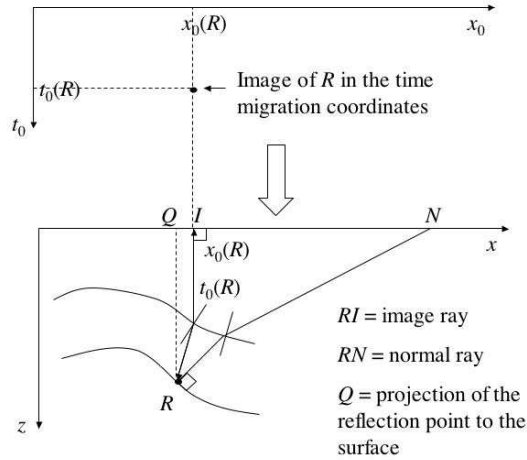 x₀(R)
x₀
t₀(R)
Image of R in the time
migration coordinates
t₀
Q
I
N
x₀(R)
x
t₀(R)
RI = image ray
RN = normal ray
R
Q = projection of the
reflection point to the
surface
z